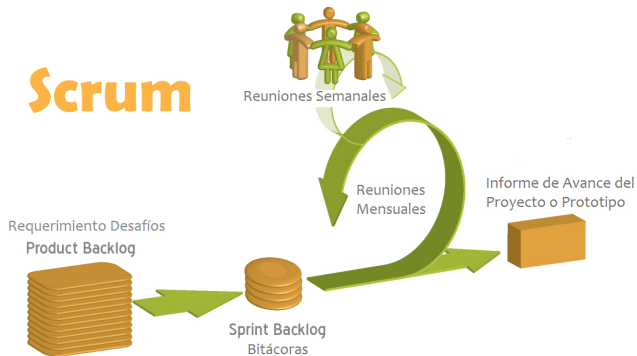 Scrum
Reuniones Semanales
Reuniones
Mensuales
Informe de Avance del
Proyecto o Prototipo
Requerimiento Desafíos
Product Backlog
Sprint Backlog
Bitácoras